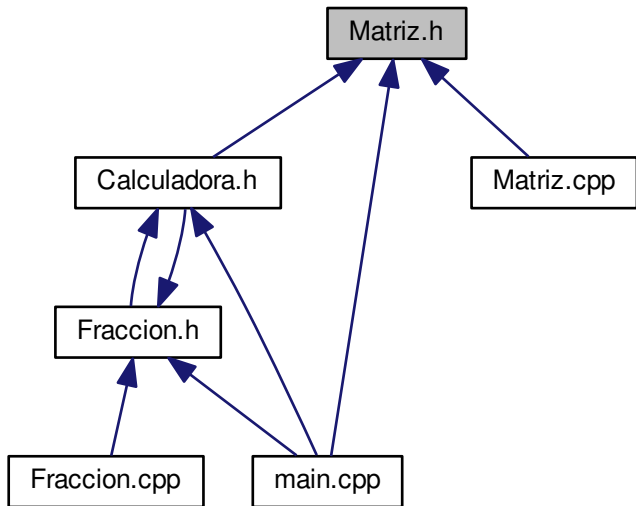 Matriz.h
Calculadora.h
Matriz.cpp
Fraccion.h
Fraccion.cpp
main.cpp